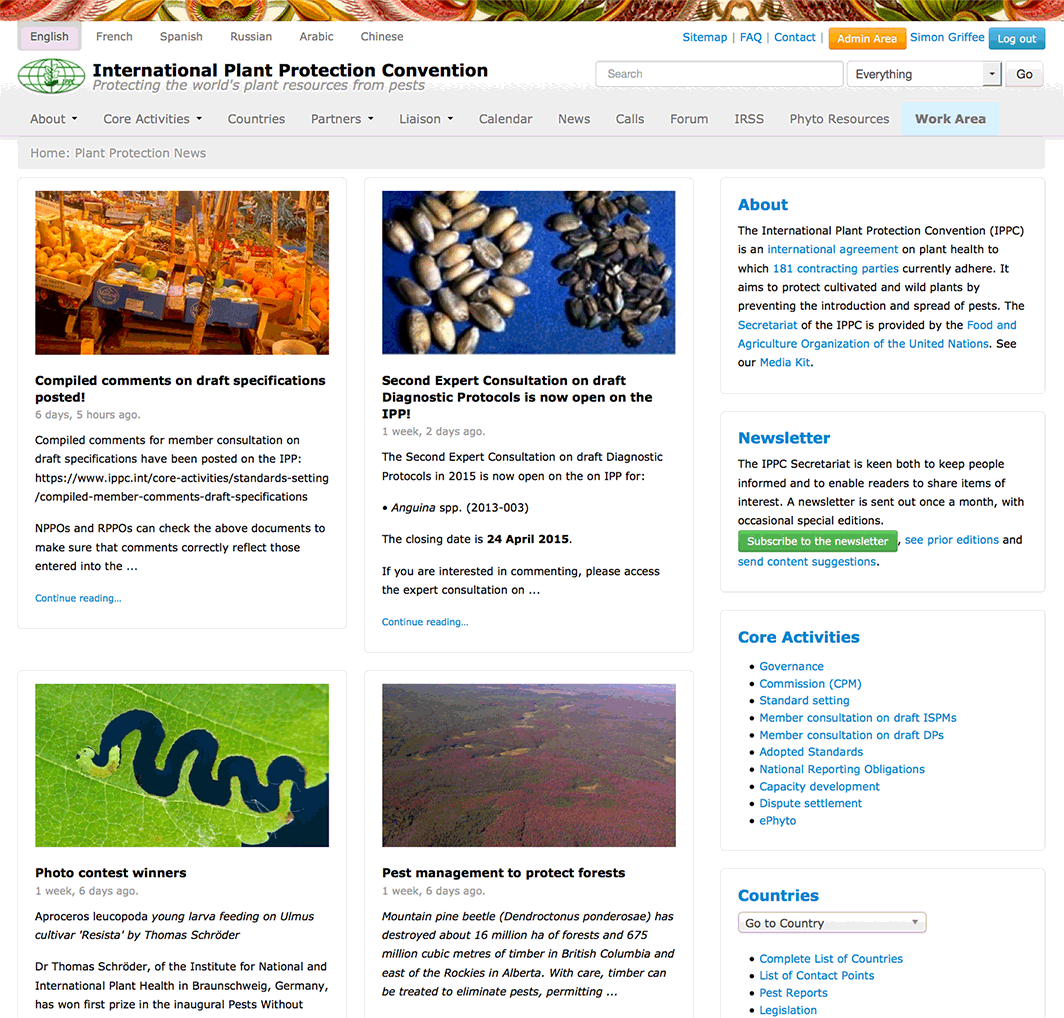 English French Spanish Russian Arabic Chinese
Sitemap | FAQ | Contact | Admin Area Simon Griffee Log out
International Plant Protection Convention
Protecting the world's plant resources from pests
Search Everything Go
About Core Activities Countries Partners Liaison Calendar News Calls Forum IRSS Phyto Resources Work Area
Home: Plant Protection News
Compiled comments on draft specifications
posted!
6 days, 5 hours ago.
Compiled comments for member consultation on
draft specifications have been posted on the IPP:
https://www.ippc.int/core-activities/standards-setting
/compiled-member-comments-draft-specifications
NPPOs and RPPOs can check the above documents to
make sure that comments correctly reflect those
entered into the ...
Continue reading...
Second Expert Consultation on draft
Diagnostic Protocols is now open on the
IPP!
1 week, 2 days ago.
The Second Expert Consultation on draft Diagnostic
Protocols in 2015 is now open on the on IPP for:
• Anguina spp. (2013-003)
The closing date is 24 April 2015.
If you are interested in commenting, please access
the expert consultation on ...
Continue reading...
Photo contest winners
1 week, 6 days ago.
Aproceros leucopoda young larva feeding on Ulmus
cultivar 'Resista' by Thomas Schröder
Dr Thomas Schröder, of the Institute for National and
International Plant Health in Braunschweig, Germany,
has won first prize in the inaugural Pests Without
Pest management to protect forests
1 week, 6 days ago.
Mountain pine beetle (Dendroctonus ponderosae) has
destroyed about 16 million ha of forests and 675
million cubic metres of timber in British Columbia and
east of the Rockies in Alberta. With care, timber can
be treated to eliminate pests, permitting ...
About
The International Plant Protection Convention (IPPC)
is an international agreement on plant health to
which 181 contracting parties currently adhere. It
aims to protect cultivated and wild plants by
preventing the introduction and spread of pests. The
Secretariat of the IPPC is provided by the Food and
Agriculture Organization of the United Nations. See
our Media Kit.
Newsletter
The IPPC Secretariat is keen both to keep people
informed and to enable readers to share items of
interest. A newsletter is sent out once a month, with
occasional special editions.
Subscribe to the newsletter, see prior editions and
send content suggestions.
Core Activities
• Governance
• Commission (CPM)
• Standard setting
• Member consultation on draft ISPMs
• Member consultation on draft DPs
• Adopted Standards
• National Reporting Obligations
• Capacity development
• Dispute settlement
• ePhyto
Countries
Go to Country
• Complete List of Countries
• List of Contact Points
• Pest Reports
• Legislation